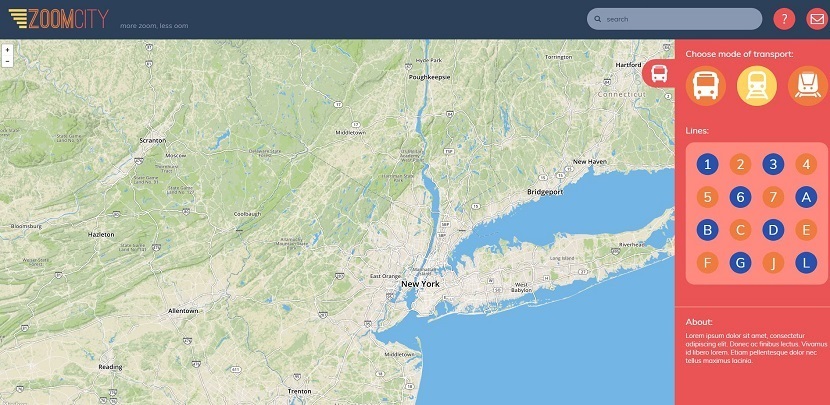 ZOOMCITY
more zoom, less oom
search
?
+
−
Choose mode of transport:
Lines:
1 2 3 4
5 6 7 A
B C D E
F G J L
About:
Lorem ipsum dolor sit amet, consectetur
adipiscing elit. Donec ac finibus lectus. Vivamus
id libero lorem. Etiam pellentesque dolor nec
tellus maximus lacinia.
Hyde Park
Poughkeepsie
Torrington
Hartford
Connecticut
Middletown
Scranton
Moscow
New Haven
Bridgeport
Bloomsburg
Hazleton
Coolbaugh
Riverhead
Long Island
East Orange
New York
West
Babylon
Allentown
Middletown
Reading
Trenton